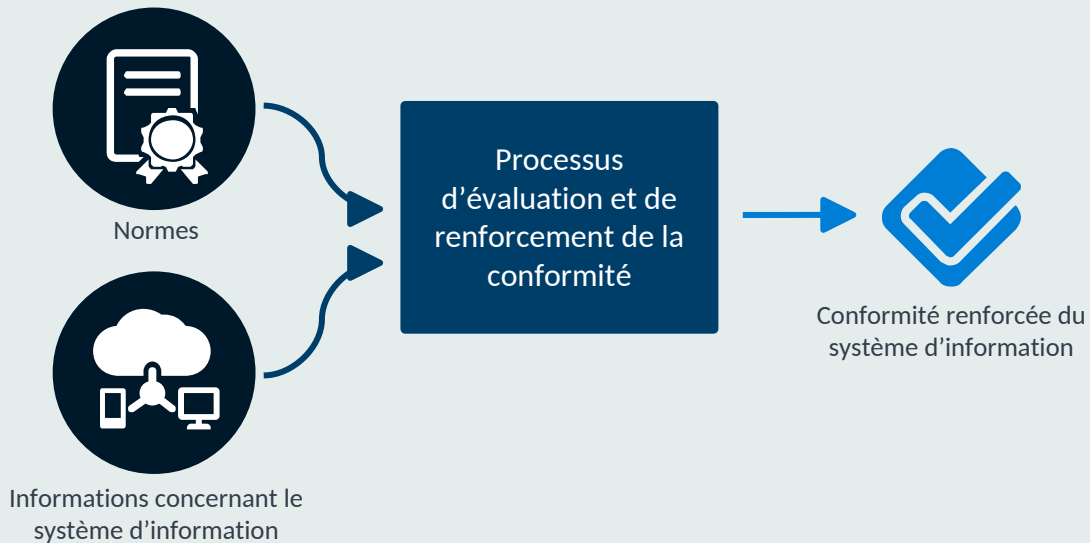 Normes
Informations concernant le
système d’information
Processus
d’évaluation et de
renforcement de la
conformité
Conformité renforcée du
système d’information